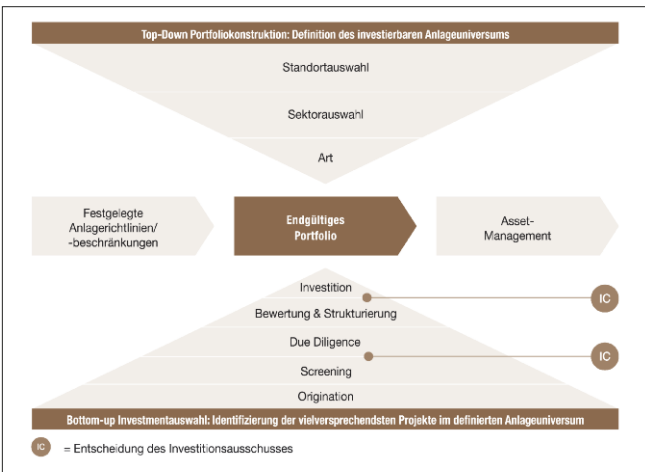 Top-Down Portfoliokonstruktion: Definition des investierbaren Anlageuniversums
Standortauswahl
Sektorauswahl
Art
Festgelegte
Anlagerichtlinien/
-beschränkungen
Endgültiges
Portfolio
Asset-
Management
Investition
IC
Bewertung & Strukturierung
Due Diligence
IC
Screening
Origination
Bottom-up Investmentauswahl: Identifizierung der vielversprechendsten Projekte im definierten Anlageuniversum
IC = Entscheidung des Investitionsausschusses